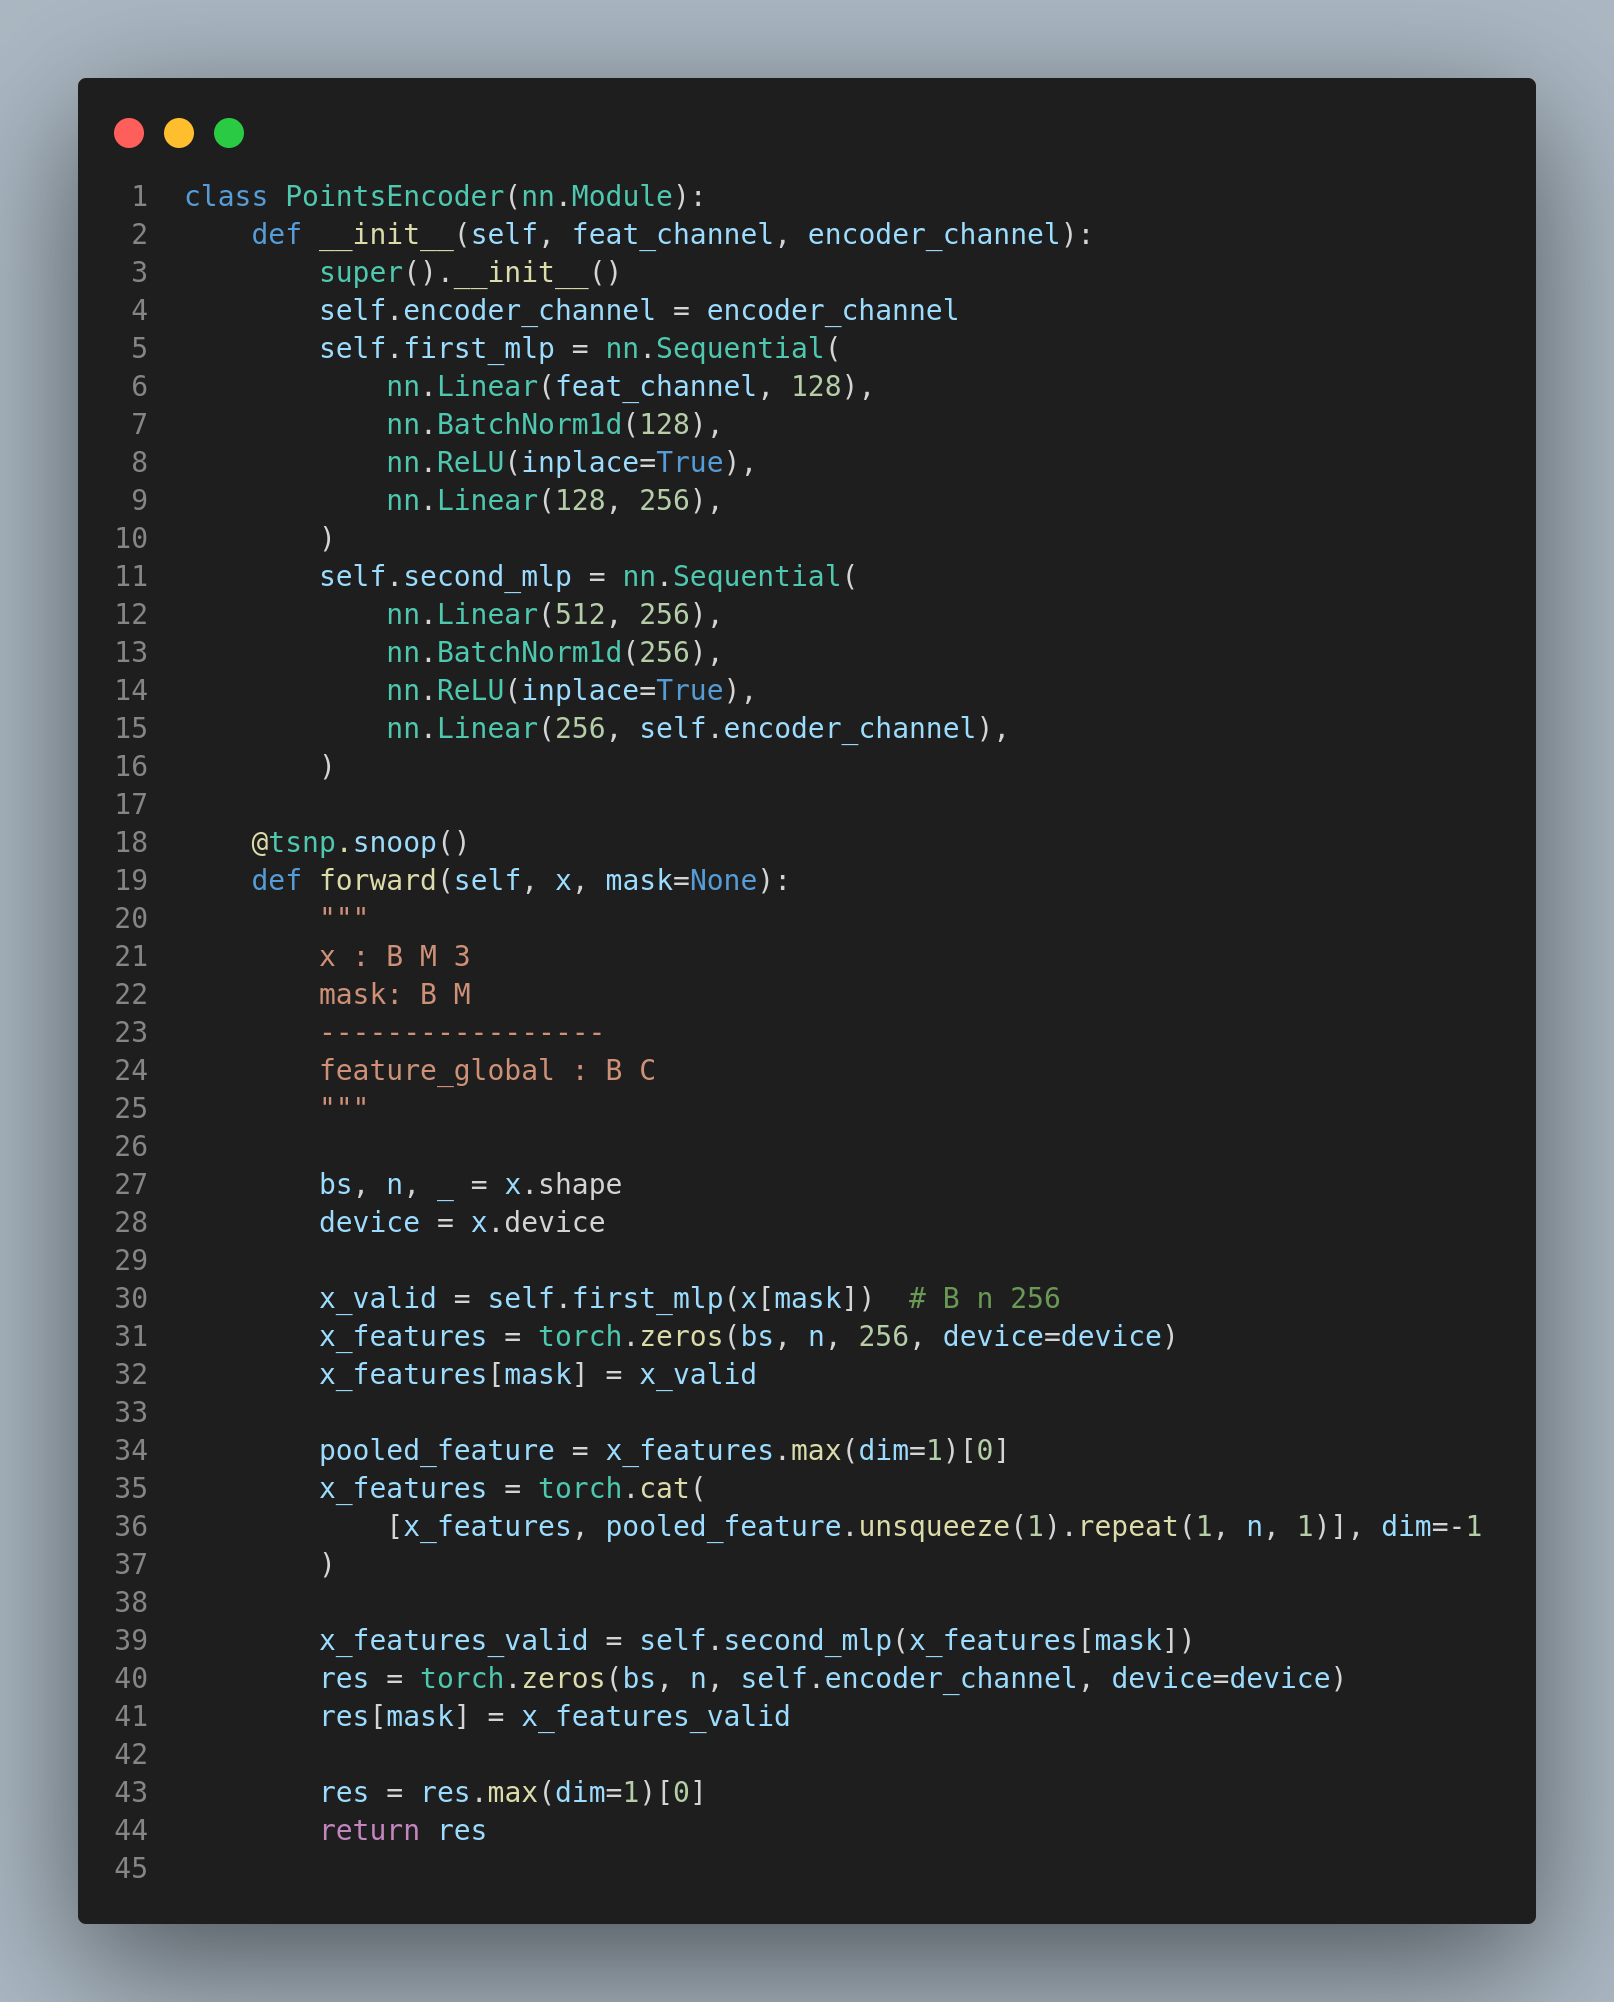 1 class PointsEncoder(nn.Module):
2     def __init__(self, feat_channel, encoder_channel):
3         super().__init__()
4         self.encoder_channel = encoder_channel
5         self.first_mlp = nn.Sequential(
6             nn.Linear(feat_channel, 128),
7             nn.BatchNorm1d(128),
8             nn.ReLU(inplace=True),
9             nn.Linear(128, 256),
10         )
11         self.second_mlp = nn.Sequential(
12             nn.Linear(512, 256),
13             nn.BatchNorm1d(256),
14             nn.ReLU(inplace=True),
15             nn.Linear(256, self.encoder_channel),
16         )
17
18     @tsnp.snoop()
19     def forward(self, x, mask=None):
20         """
21         x : B M 3
22         mask: B M
23         -----------------
24         feature_global : B C
25         """
26
27         bs, n, _ = x.shape
28         device = x.device
29
30         x_valid = self.first_mlp(x[mask])  # B n 256
31         x_features = torch.zeros(bs, n, 256, device=device)
32         x_features[mask] = x_valid
33
34         pooled_feature = x_features.max(dim=1)[0]
35         x_features = torch.cat(
36             [x_features, pooled_feature.unsqueeze(1).repeat(1, n, 1)], dim=-1
37         )
38
39         x_features_valid = self.second_mlp(x_features[mask])
40         res = torch.zeros(bs, n, self.encoder_channel, device=device)
41         res[mask] = x_features_valid
42
43         res = res.max(dim=1)[0]
44         return res
45